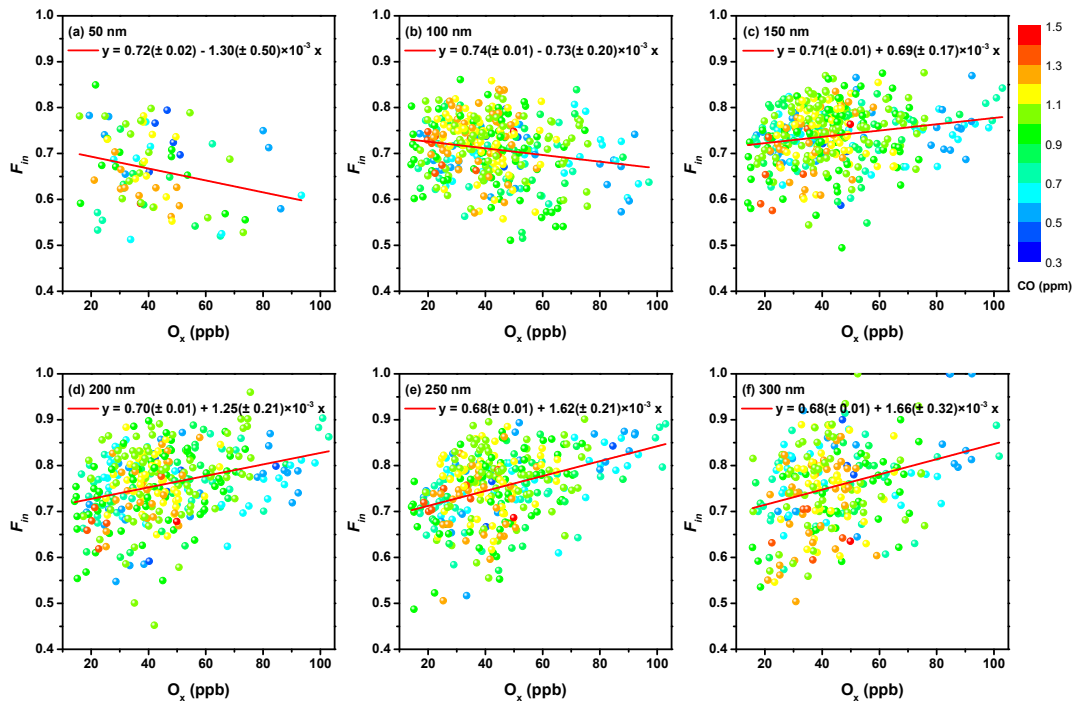 (a) 50 nm
y = 0.72(± 0.02) - 1.30(± 0.50)×10⁻³ x
1.0
0.9
0.8
0.7
0.6
0.5
0.4
F_in
20 40 60 80 100
Oₓ (ppb)
(b) 100 nm
y = 0.74(± 0.01) - 0.73(± 0.20)×10⁻³ x
1.0
0.9
0.8
0.7
0.6
0.5
0.4
F_in
20 40 60 80 100
Oₓ (ppb)
(c) 150 nm
y = 0.71(± 0.01) + 0.69(± 0.17)×10⁻³ x
1.0
0.9
0.8
0.7
0.6
0.5
0.4
F_in
20 40 60 80 100
Oₓ (ppb)
1.5
1.3
1.1
0.9
0.7
0.5
0.3
CO (ppm)
(d) 200 nm
y = 0.70(± 0.01) + 1.25(± 0.21)×10⁻³ x
1.0
0.9
0.8
0.7
0.6
0.5
0.4
F_in
20 40 60 80 100
Oₓ (ppb)
(e) 250 nm
y = 0.68(± 0.01) + 1.62(± 0.21)×10⁻³ x
1.0
0.9
0.8
0.7
0.6
0.5
0.4
F_in
20 40 60 80 100
Oₓ (ppb)
(f) 300 nm
y = 0.68(± 0.01) + 1.66(± 0.32)×10⁻³ x
1.0
0.9
0.8
0.7
0.6
0.5
0.4
F_in
20 40 60 80 100
Oₓ (ppb)